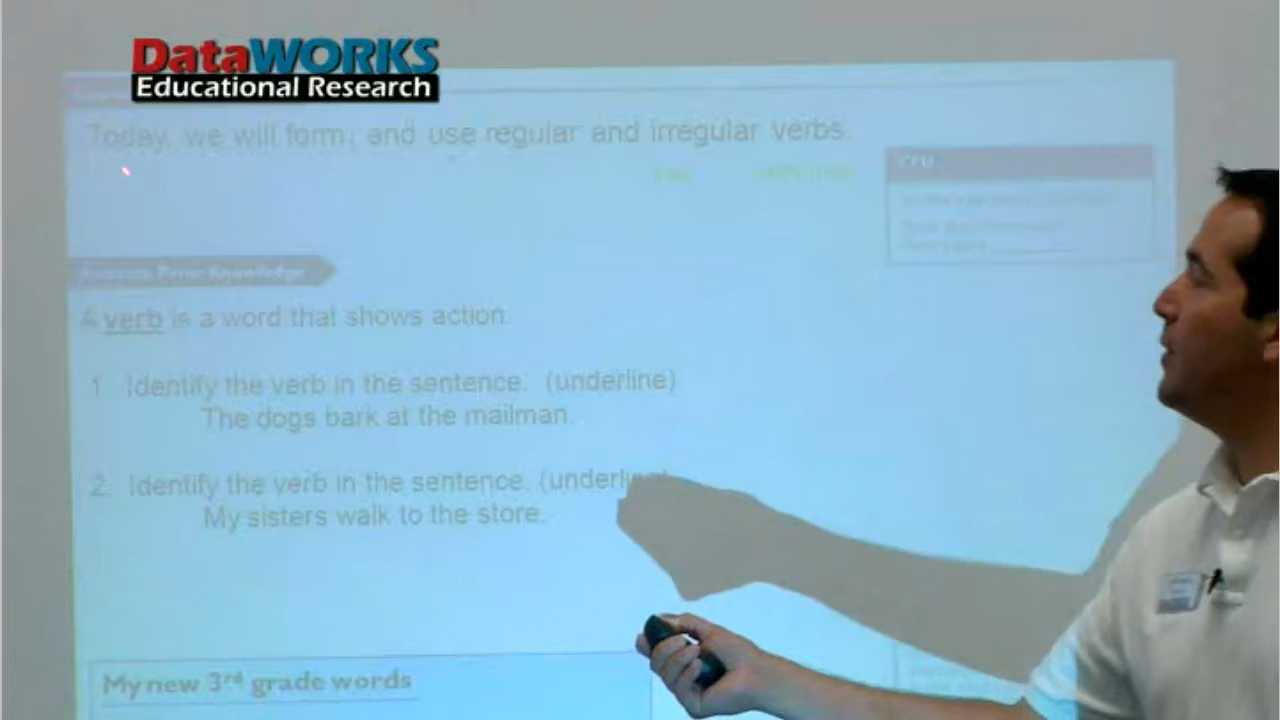 DataWORKS
Educational Research
Today, we will form, and use regular and irregular verbs.
CFU
Activate Prior Knowledge
A verb is a word that shows action.
1. Identify the verb in the sentence. (underline)
The dogs bark at the mailman.
2. Identify the verb in the sentence. (underli
My sisters walk to the store.
My new 3rd grade words